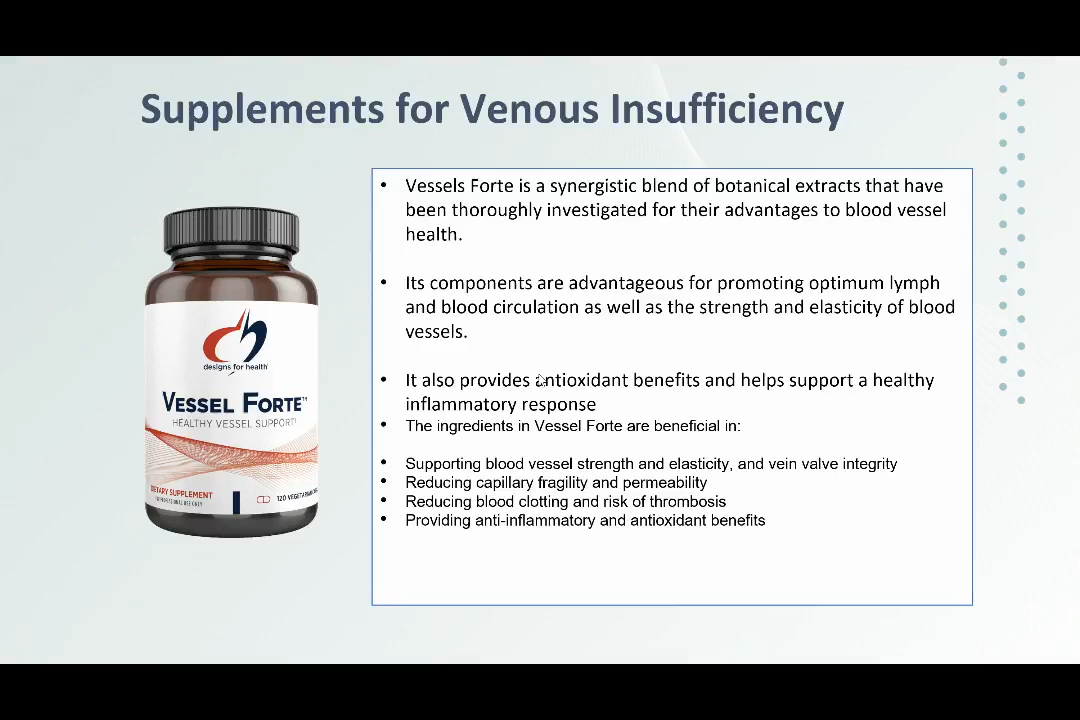 Supplements for Venous Insufficiency
• Vessels Forte is a synergistic blend of botanical extracts that have
been thoroughly investigated for their advantages to blood vessel
health.
• Its components are advantageous for promoting optimum lymph
and blood circulation as well as the strength and elasticity of blood
vessels.
• It also provides antioxidant benefits and helps support a healthy
inflammatory response
• The ingredients in Vessel Forte are beneficial in:
• Supporting blood vessel strength and elasticity, and vein valve integrity
• Reducing capillary fragility and permeability
• Reducing blood clotting and risk of thrombosis
• Providing anti-inflammatory and antioxidant benefits
designs for health
VESSEL FORTE™
HEALTHY VESSEL SUPPORT
DIETARY SUPPLEMENT
120 VEGETARIAN